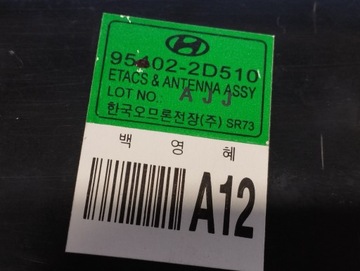 95402-2D510
ETACS & ANTENNA ASSY
LOT NO.: A J J
한국오므론전장(주) SR73
백 영 혜
A12